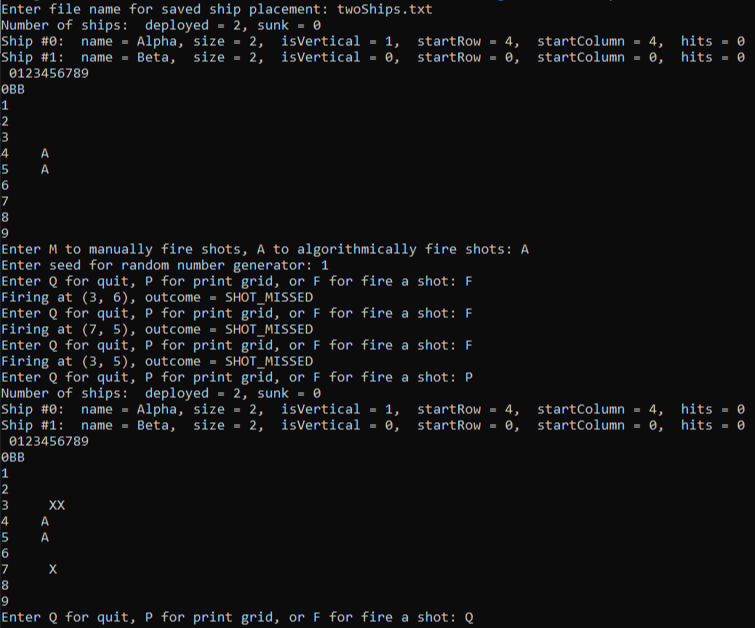 Enter file name for saved ship placement: twoShips.txt
Number of ships:  deployed = 2, sunk = 0
Ship #0:  name = Alpha, size = 2,  isVertical = 1,  startRow = 4,  startColumn = 4,  hits = 0
Ship #1:  name = Beta,  size = 2,  isVertical = 0,  startRow = 0,  startColumn = 0,  hits = 0
 0123456789
0BB
1
2
3
4    A
5    A
6
7
8
9
Enter M to manually fire shots, A to algorithmically fire shots: A
Enter seed for random number generator: 1
Enter Q for quit, P for print grid, or F for fire a shot: F
Firing at (3, 6), outcome = SHOT_MISSED
Enter Q for quit, P for print grid, or F for fire a shot: F
Firing at (7, 5), outcome = SHOT_MISSED
Enter Q for quit, P for print grid, or F for fire a shot: F
Firing at (3, 5), outcome = SHOT_MISSED
Enter Q for quit, P for print grid, or F for fire a shot: P
Number of ships:  deployed = 2, sunk = 0
Ship #0:  name = Alpha, size = 2,  isVertical = 1,  startRow = 4,  startColumn = 4,  hits = 0
Ship #1:  name = Beta,  size = 2,  isVertical = 0,  startRow = 0,  startColumn = 0,  hits = 0
 0123456789
0BB
1
2
3     XX
4    A
5    A
6
7     X
8
9
Enter Q for quit, P for print grid, or F for fire a shot: Q